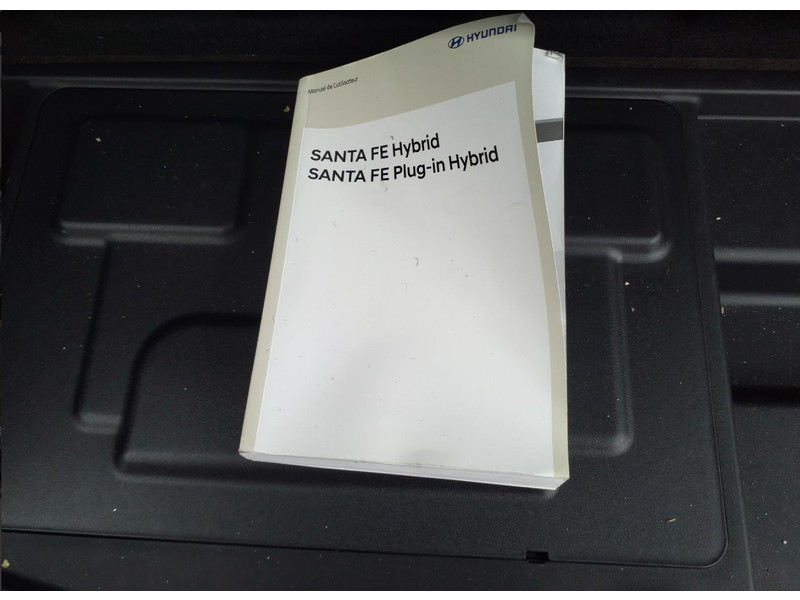 HYUNDAI
Manuel de l'utilisateur
SANTA FE Hybrid
SANTA FE Plug-in Hybrid